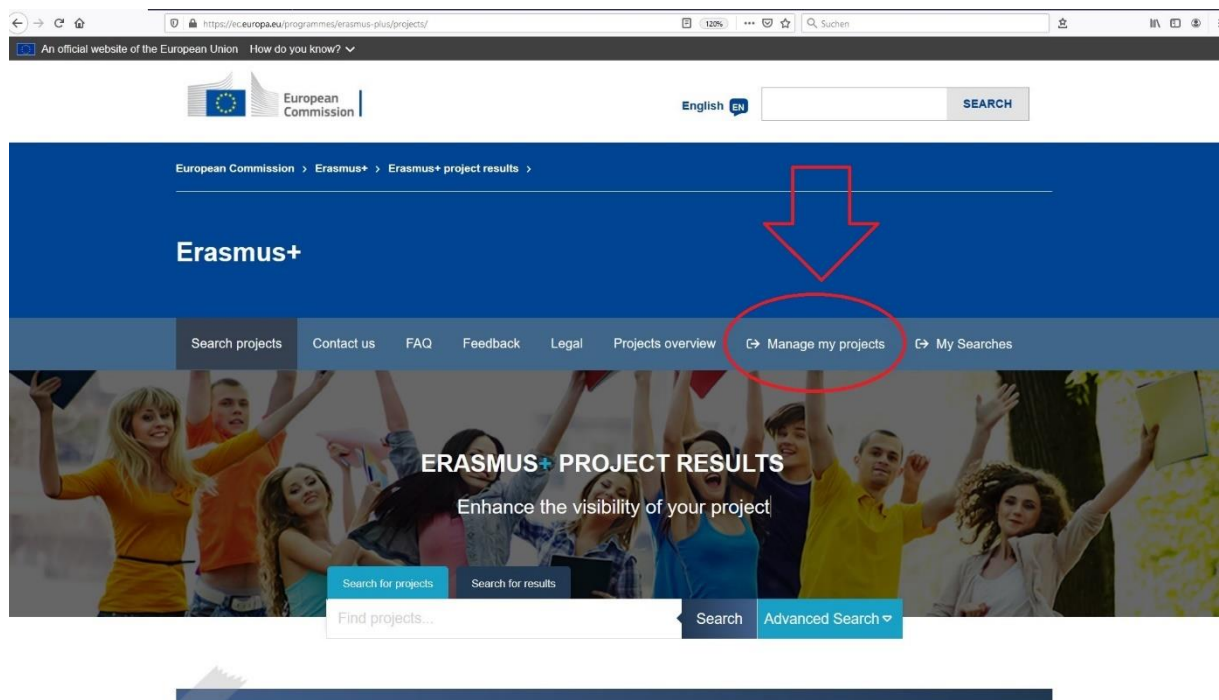 https://ec.europa.eu/programmes/erasmus-plus/projects/ 120% Suchen
An official website of the European Union How do you know?
European
Commission
English EN SEARCH
European Commission > Erasmus+ > Erasmus+ project results >
Erasmus+
Search projects Contact us FAQ Feedback Legal Projects overview Manage my projects My Searches
ERASMUS+ PROJECT RESULTS
Enhance the visibility of your project
Search for projects Search for results
Find projects... Search Advanced Search